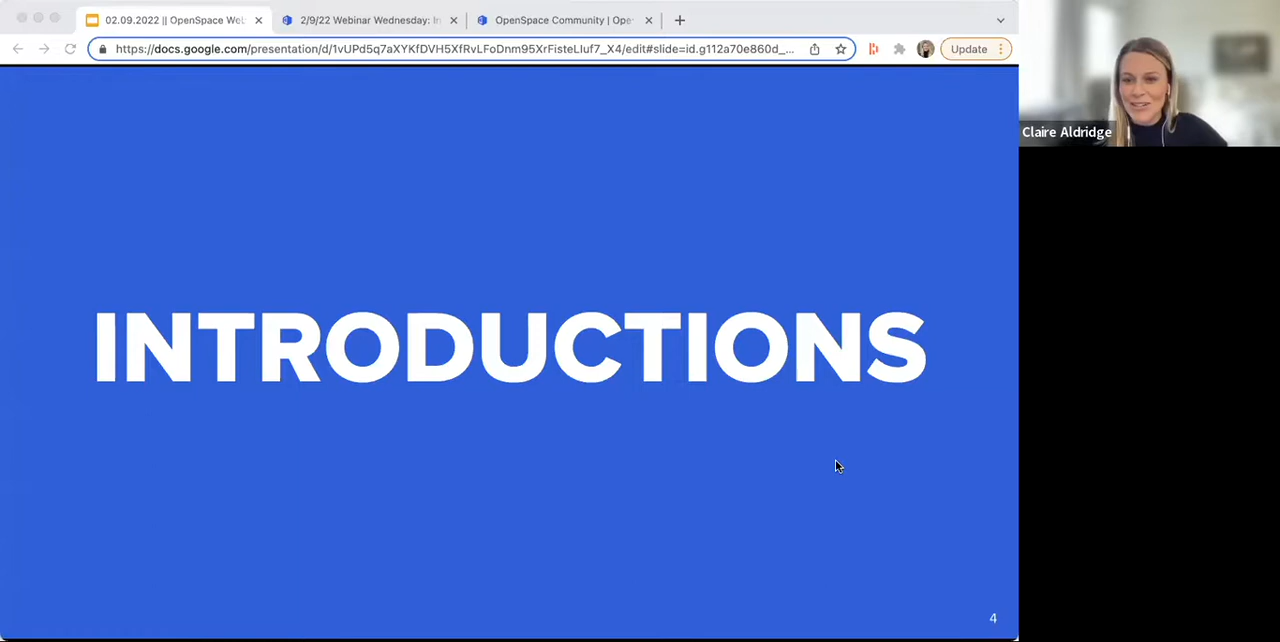 02.09.2022 || OpenSpace Web
2/9/22 Webinar Wednesday: In
OpenSpace Community | Ope
https://docs.google.com/presentation/d/1vUPd5q7aXYKfDVH5XfRvLFoDnm95XrFisteLIuf7_X4/edit#slide=id.g112a70e860d_...
Update
Claire Aldridge
INTRODUCTIONS
4